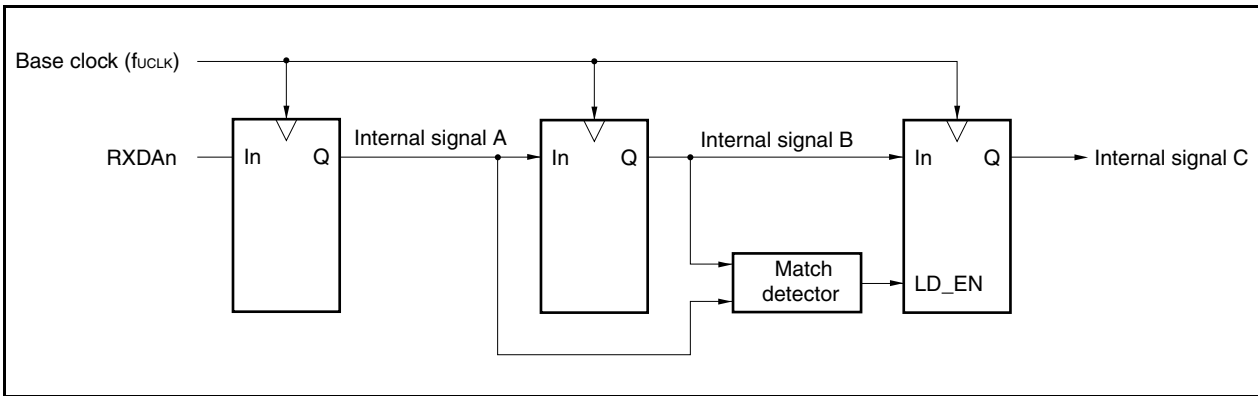 Base clock (fUCLK)
RXDAn
In
Q
Internal signal A
In
Q
Internal signal B
In
Q
Internal signal C
Match
detector
LD_EN